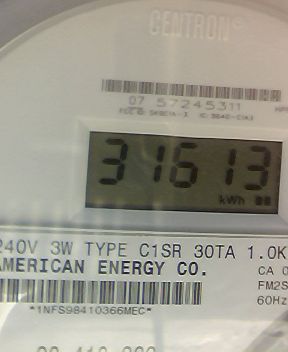 CENTRON®
07 57245311
31613
kWh
240V 3W TYPE C1SR 30TA 1.0K
AMERICAN ENERGY CO.
CA 0
FM2S
60Hz
*1NFS98410366MEC*